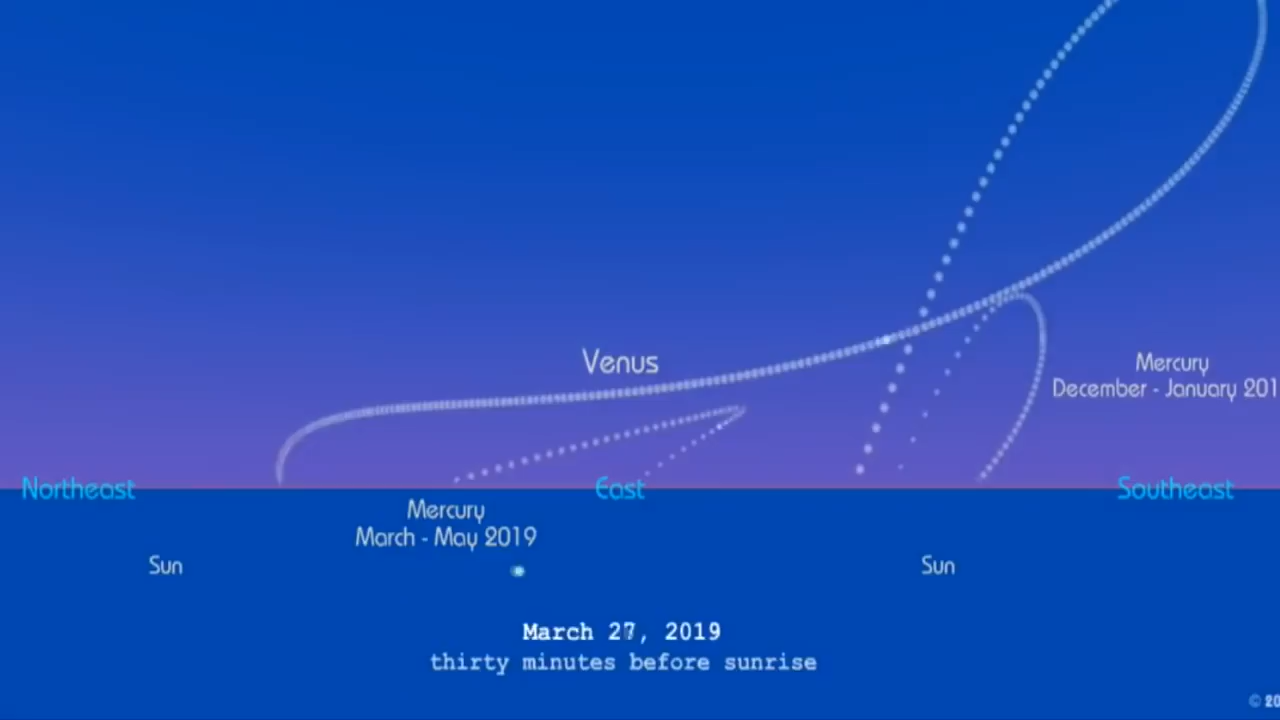 Venus
Mercury
December - January 201
Northeast
East
Southeast
Mercury
March - May 2019
Sun
Sun
March 27, 2019
thirty minutes before sunrise
© 20